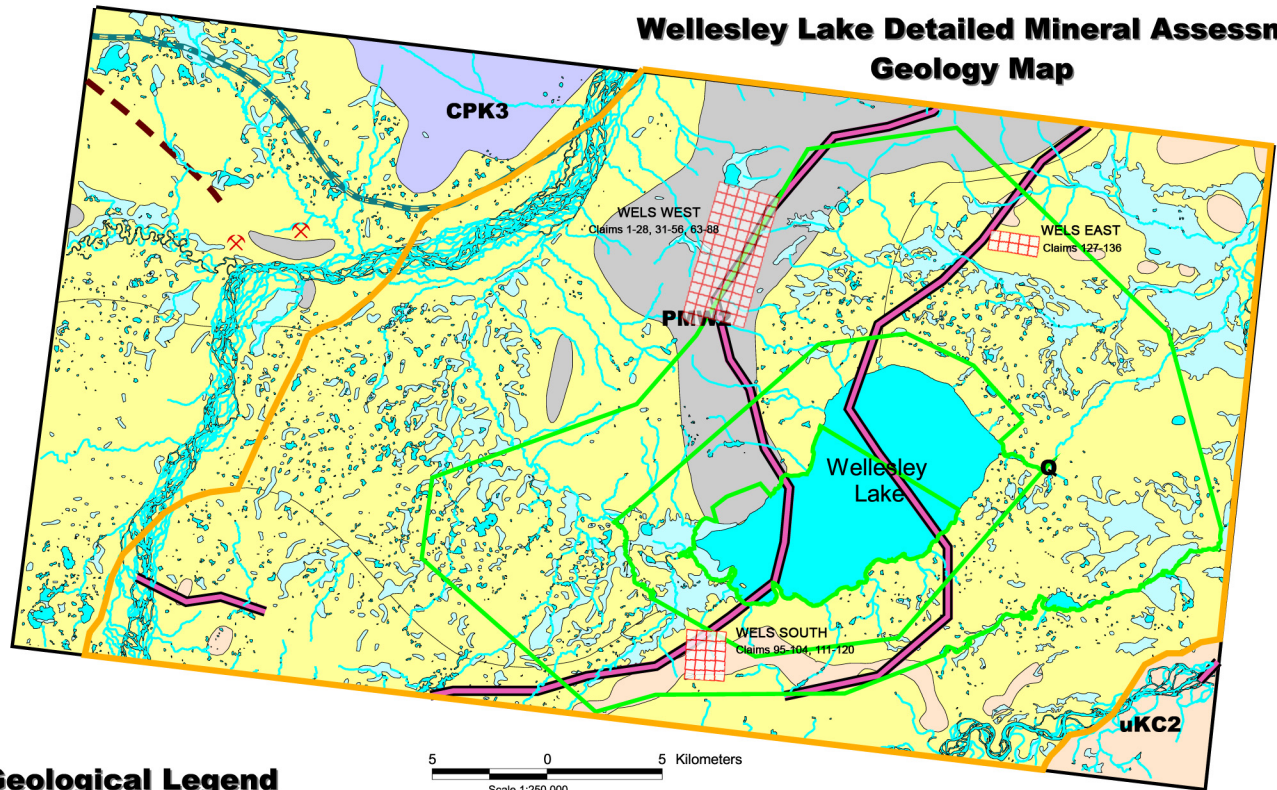 Wellesley Lake Detailed Mineral Assessm
Geology Map
CPK3
WELS WEST
Claims 1-28, 31-56, 63-88
WELS EAST
Claims 127-136
PMW2
Wellesley
Lake
Q
WELS SOUTH
Claims 95-104, 111-120
uKC2
5 0 5 Kilometers
Scale 1:250,000
Geological Legend